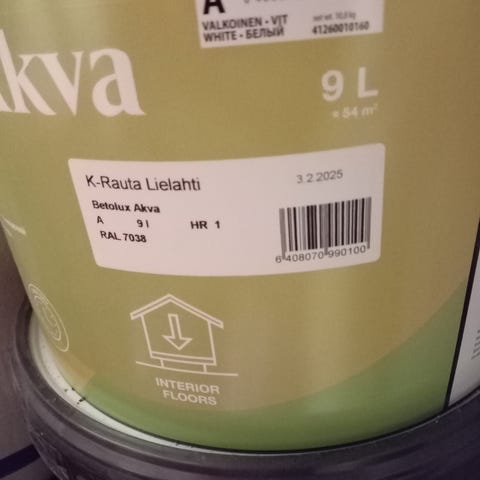 A
VALKOINEN - VIT
WHITE - БЕЛЫЙ
41260010160
kva
9 L
≈ 54 m²
K-Rauta Lielahti
3.2.2025
Betolux Akva
A 9 l HR 1
RAL.7038
6 408070 990100
INTERIOR
FLOORS